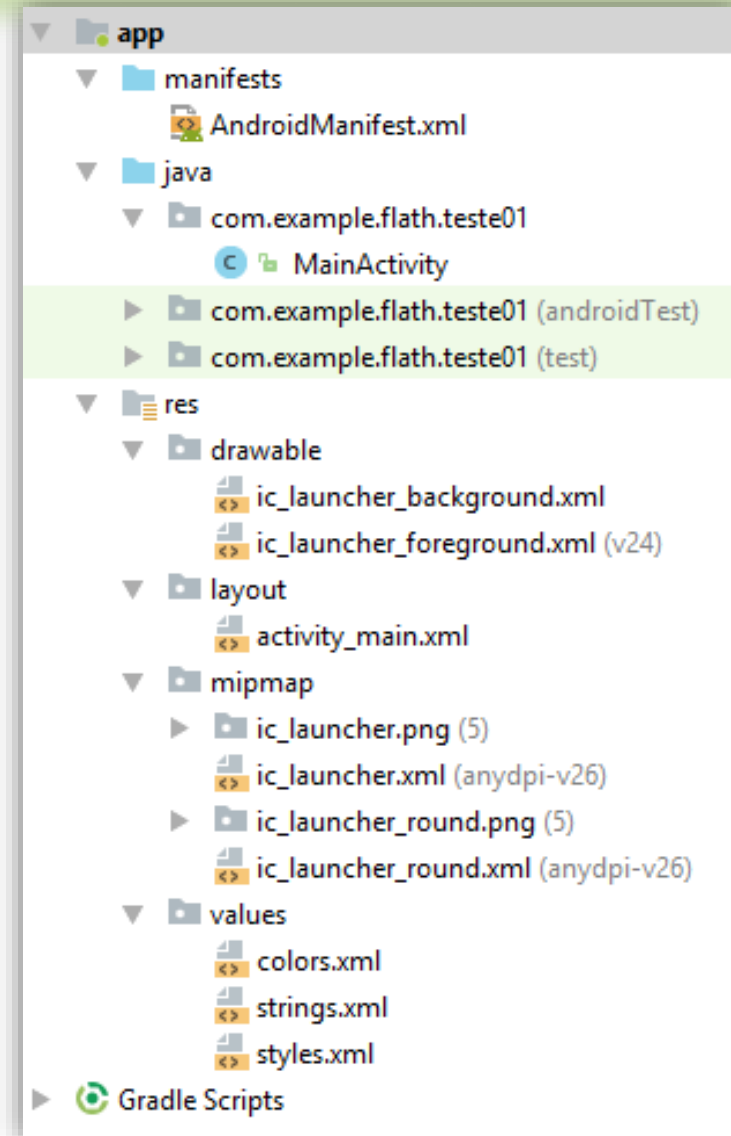 app
manifests
AndroidManifest.xml
java
com.example.flath.teste01
C MainActivity
com.example.flath.teste01 (androidTest)
com.example.flath.teste01 (test)
res
drawable
ic_launcher_background.xml
ic_launcher_foreground.xml (v24)
layout
activity_main.xml
mipmap
ic_launcher.png (5)
ic_launcher.xml (anydpi-v26)
ic_launcher_round.png (5)
ic_launcher_round.xml (anydpi-v26)
values
colors.xml
strings.xml
styles.xml
Gradle Scripts